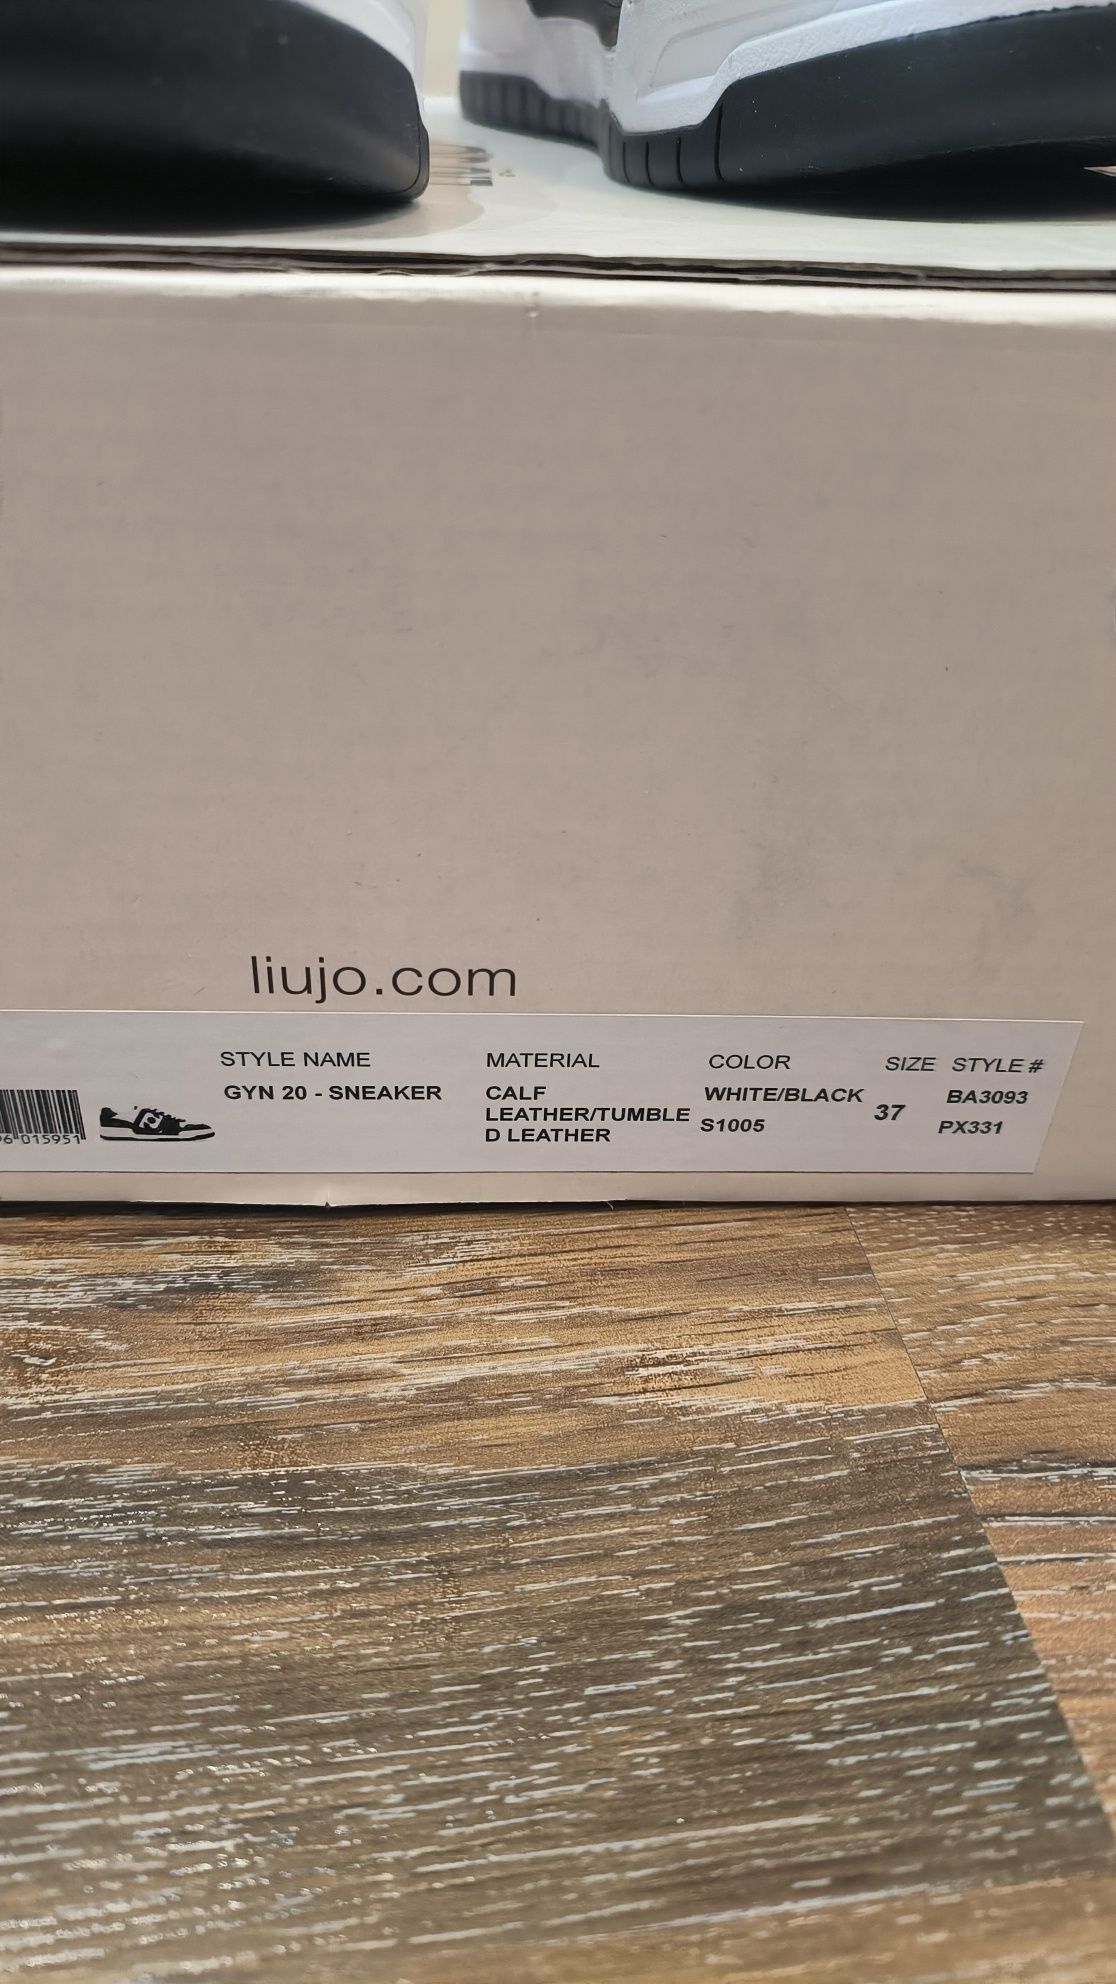 liujo.com
STYLE NAME MATERIAL COLOR SIZE STYLE #
GYN 20 - SNEAKER CALF WHITE/BLACK 37 BA3093
LEATHER/TUMBLE S1005 PX331
D LEATHER
6 015951